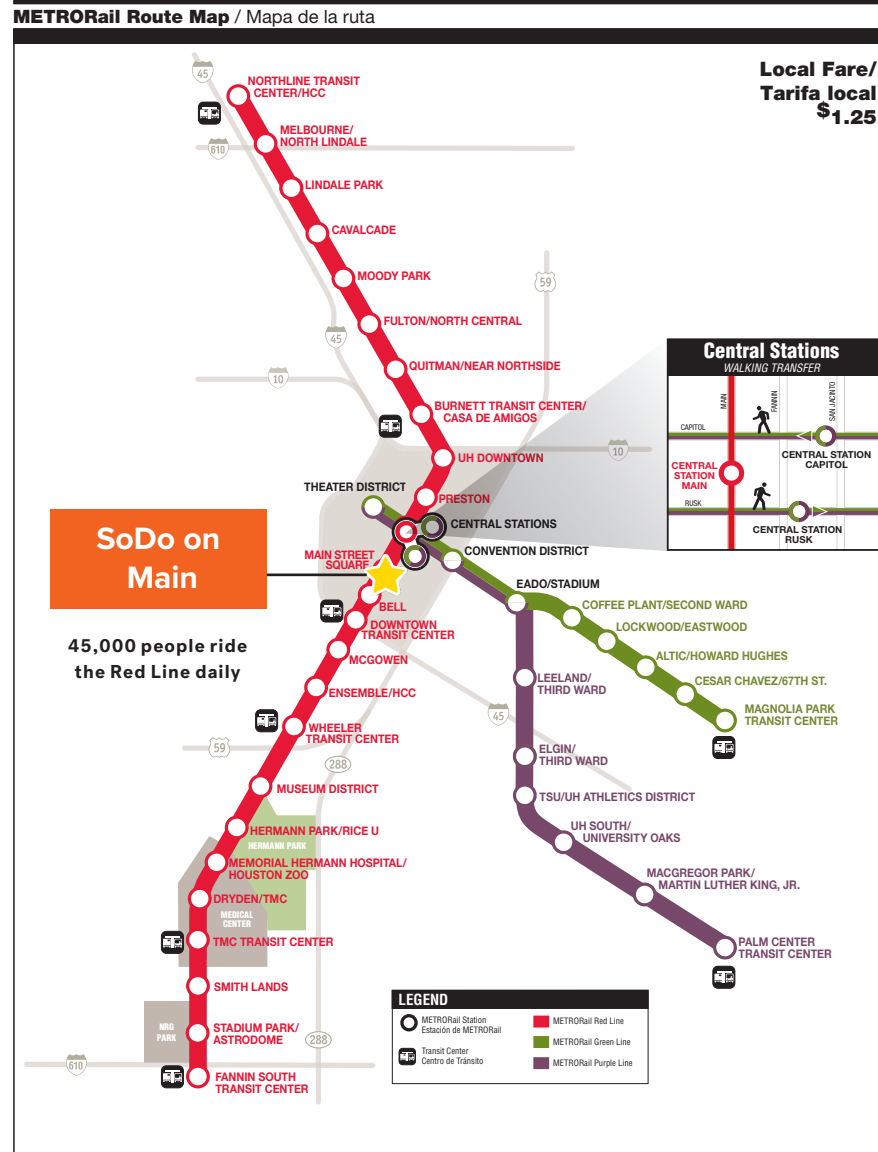 METRORail Route Map / Mapa de la ruta
Local Fare/
Tarifa local
$1.25
45
NORTHLINE TRANSIT
CENTER/HCC
MELBOURNE/
NORTH LINDALE
610
LINDALE PARK
CAVALCADE
MOODY PARK
59
FULTON/NORTH CENTRAL
45
QUITMAN/NEAR NORTHSIDE
10
BURNETT TRANSIT CENTER/
CASA DE AMIGOS
10
UH DOWNTOWN
THEATER DISTRICT
PRESTON
CENTRAL STATIONS
CONVENTION DISTRICT
MAIN STREET
SQUARE
Central Stations
WALKING TRANSFER
MAIN
FANNIN
SAN JACINTO
CAPITOL
CENTRAL STATION
CAPITOL
CENTRAL
STATION
MAIN
RUSK
CENTRAL STATION
RUSK
SoDo on
Main
45,000 people ride
the Red Line daily
EADO/STADIUM
BELL
COFFEE PLANT/SECOND WARD
DOWNTOWN
TRANSIT CENTER
LOCKWOOD/EASTWOOD
MCGOWEN
ALTIC/HOWARD HUGHES
ENSEMBLE/HCC
LEELAND/
THIRD WARD
CESAR CHAVEZ/67TH ST.
45
MAGNOLIA PARK
TRANSIT CENTER
WHEELER
TRANSIT CENTER
59
288
ELGIN/
THIRD WARD
MUSEUM DISTRICT
TSU/UH ATHLETICS DISTRICT
HERMANN PARK/RICE U
HERMANN PARK
UH SOUTH/
UNIVERSITY OAKS
MEMORIAL HERMANN HOSPITAL/
HOUSTON ZOO
MACGREGOR PARK/
MARTIN LUTHER KING, JR.
DRYDEN/TMC
MEDICAL
CENTER
TMC TRANSIT CENTER
PALM CENTER
TRANSIT CENTER
SMITH LANDS
NRG
PARK
STADIUM PARK/
ASTRODOME
288
610
FANNIN SOUTH
TRANSIT CENTER
LEGEND
METRORail Station
Estación de METRORail
Transit Center
Centro de Tránsito
METRORail Red Line
METRORail Green Line
METRORail Purple Line